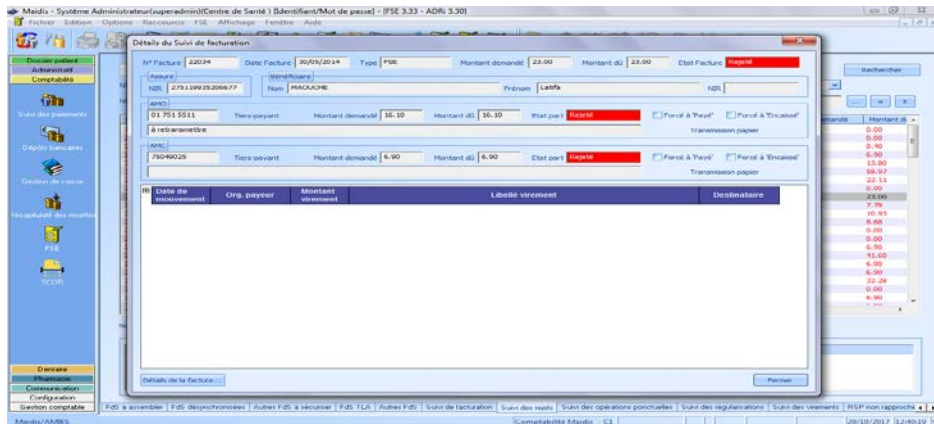 Maidis - Système Administrateur(superadmin)(Centre de Santé ) [Identifiant/Mot de passe] - [FSE 3.33 - ADRi 3.30]
Fichier Edition Options Raccourcis FSE Affichage Fenêtre Aide
Détails du Suivi de facturation
N° Facture 22034 Date Facture 30/05/2014 Type FSE Montant demandé 23.00 Montant dû 23.00 Etat Facture Rejeté
Assuré
NIR 275119935206677
Bénéficiaire
Nom MAOUCHE Prénom Latifa NIR
AMO
01 751 5511 Tiers-payant Montant demandé 16.10 Montant dû 16.10 Etat part Rejeté Forcé à 'Payé' Forcé à 'Encaissé'
à retransmettre Transmission papier
AMC
75049025 Tiers-payant Montant demandé 6.90 Montant dû 6.90 Etat part Rejeté Forcé à 'Payé' Forcé à 'Encaissé'
Transmission papier
Date de mouvement Org. payeur Montant virement Libellé virement Destinataire
Détails de la facture... Fermer
Dossier patient
Administratif
Comptabilité
Suivi des paiements
Dépôts bancaires
Gestion de caisse
Récapitulatif des recettes
FSE
SCOR
Dentaire
Pharmacie
Communication
Configuration
Gestion comptable
Rechercher
Montant d
0.00
0.00
8.90
6.90
13.80
59.97
22.11
0.00
23.00
7.78
10.93
8.68
0.00
0.00
6.90
41.60
6.90
6.90
22.28
0.00
6.90
FdS à assembler FdS désynchronisées Autres FdS à sécuriser FdS TLA Autres FdS Suivi de facturation Suivi des rejets Suivi des opérations ponctuelles Suivi des régularisations Suivi des virements RSP non rapproché
Maidis/AMIES Comptabilité Maidis - C1 20/10/2017 12:40:19